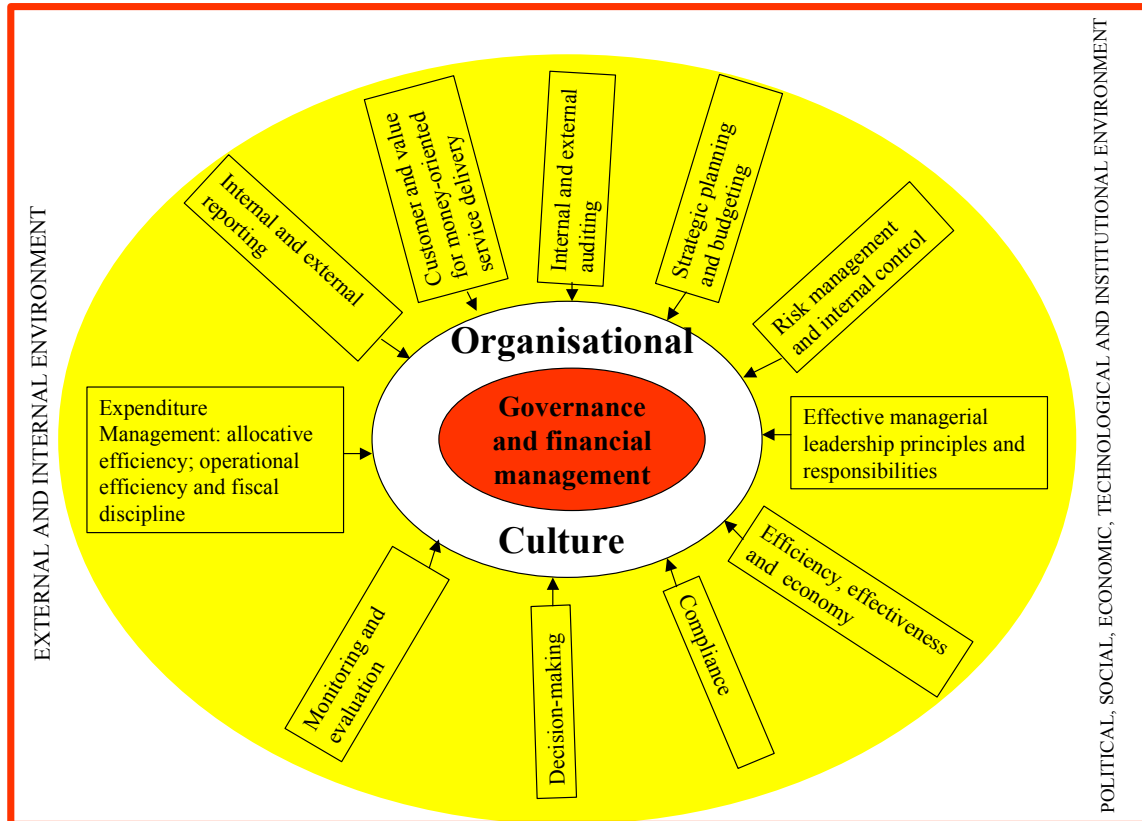 EXTERNAL AND INTERNAL ENVIRONMENT
Internal and external
reporting
Customer and value
for money-oriented
service delivery
Internal and external
auditing
Strategic planning
and budgeting
Risk management
and internal control
Expenditure
Management: allocative
efficiency; operational
efficiency and fiscal
discipline
Organisational
Governance
and financial
management
Culture
Effective managerial
leadership principles and
responsibilities
Monitoring and
evaluation
Decision-making
Compliance
Efficiency, effectiveness
and economy
POLITICAL, SOCIAL, ECONOMIC, TECHNOLOGICAL AND INSTITUTIONAL ENVIRONMENT